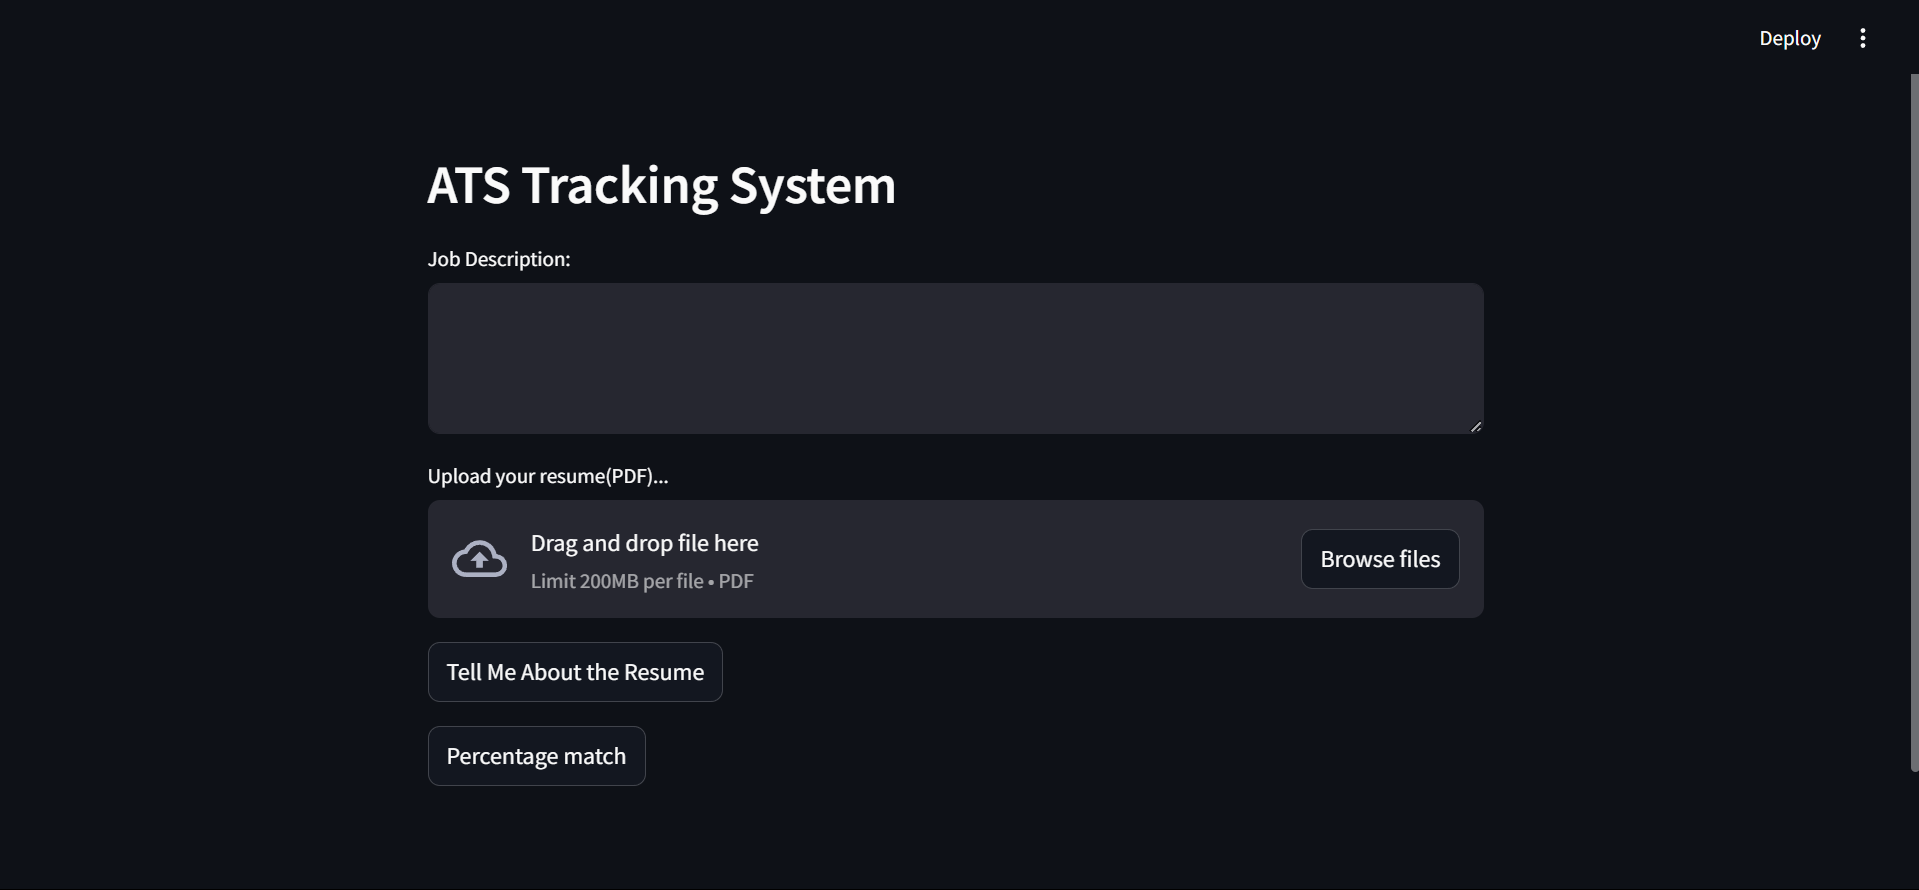 Deploy
ATS Tracking System
Job Description:
Upload your resume(PDF)...
Drag and drop file here
Limit 200MB per file • PDF
Browse files
Tell Me About the Resume
Percentage match